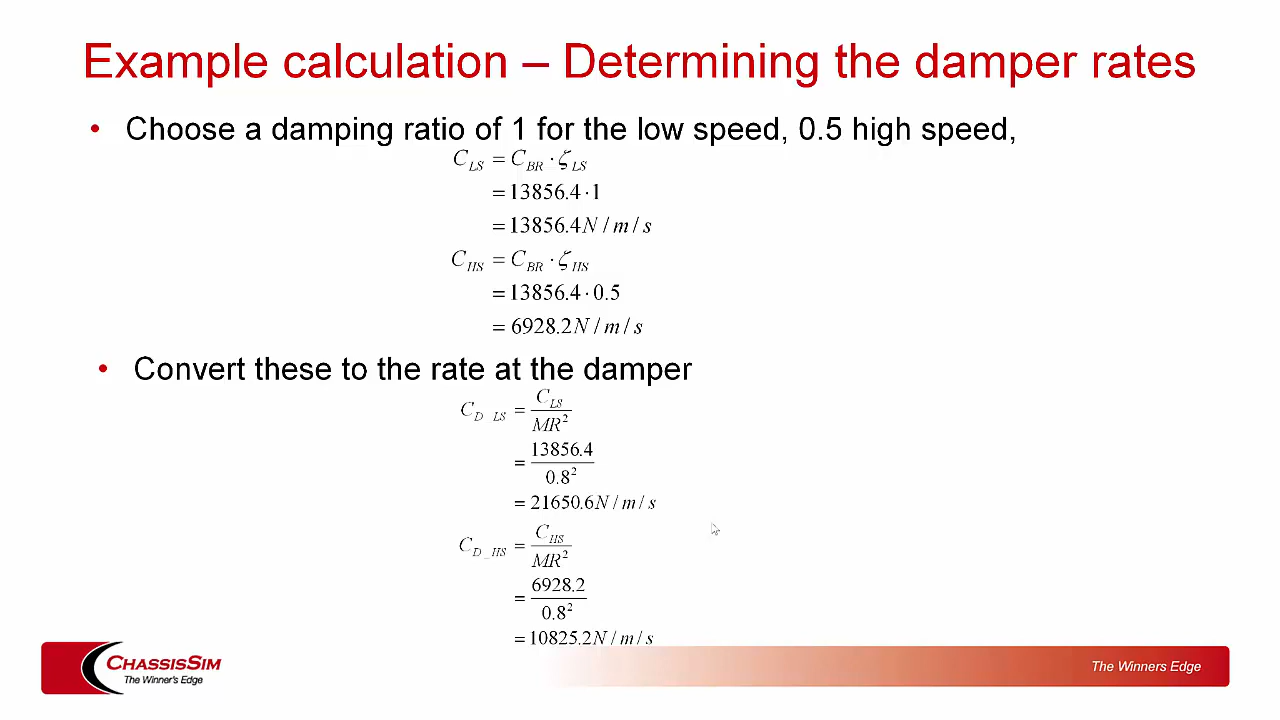 Example calculation – Determining the damper rates
• Choose a damping ratio of 1 for the low speed, 0.5 high speed,
C_LS = C_BR · ζ_LS
= 13856.4 · 1
= 13856.4 N / m / s
C_HS = C_BR · ζ_HS
= 13856.4 · 0.5
= 6928.2 N / m / s
• Convert these to the rate at the damper
C_D_LS = C_LS / MR²
= 13856.4 / 0.8²
= 21650.6 N / m / s
C_D_HS = C_HS / MR²
= 6928.2 / 0.8²
= 10825.2 N / m / s
CHASSISSIM
The Winner's Edge
The Winners Edge